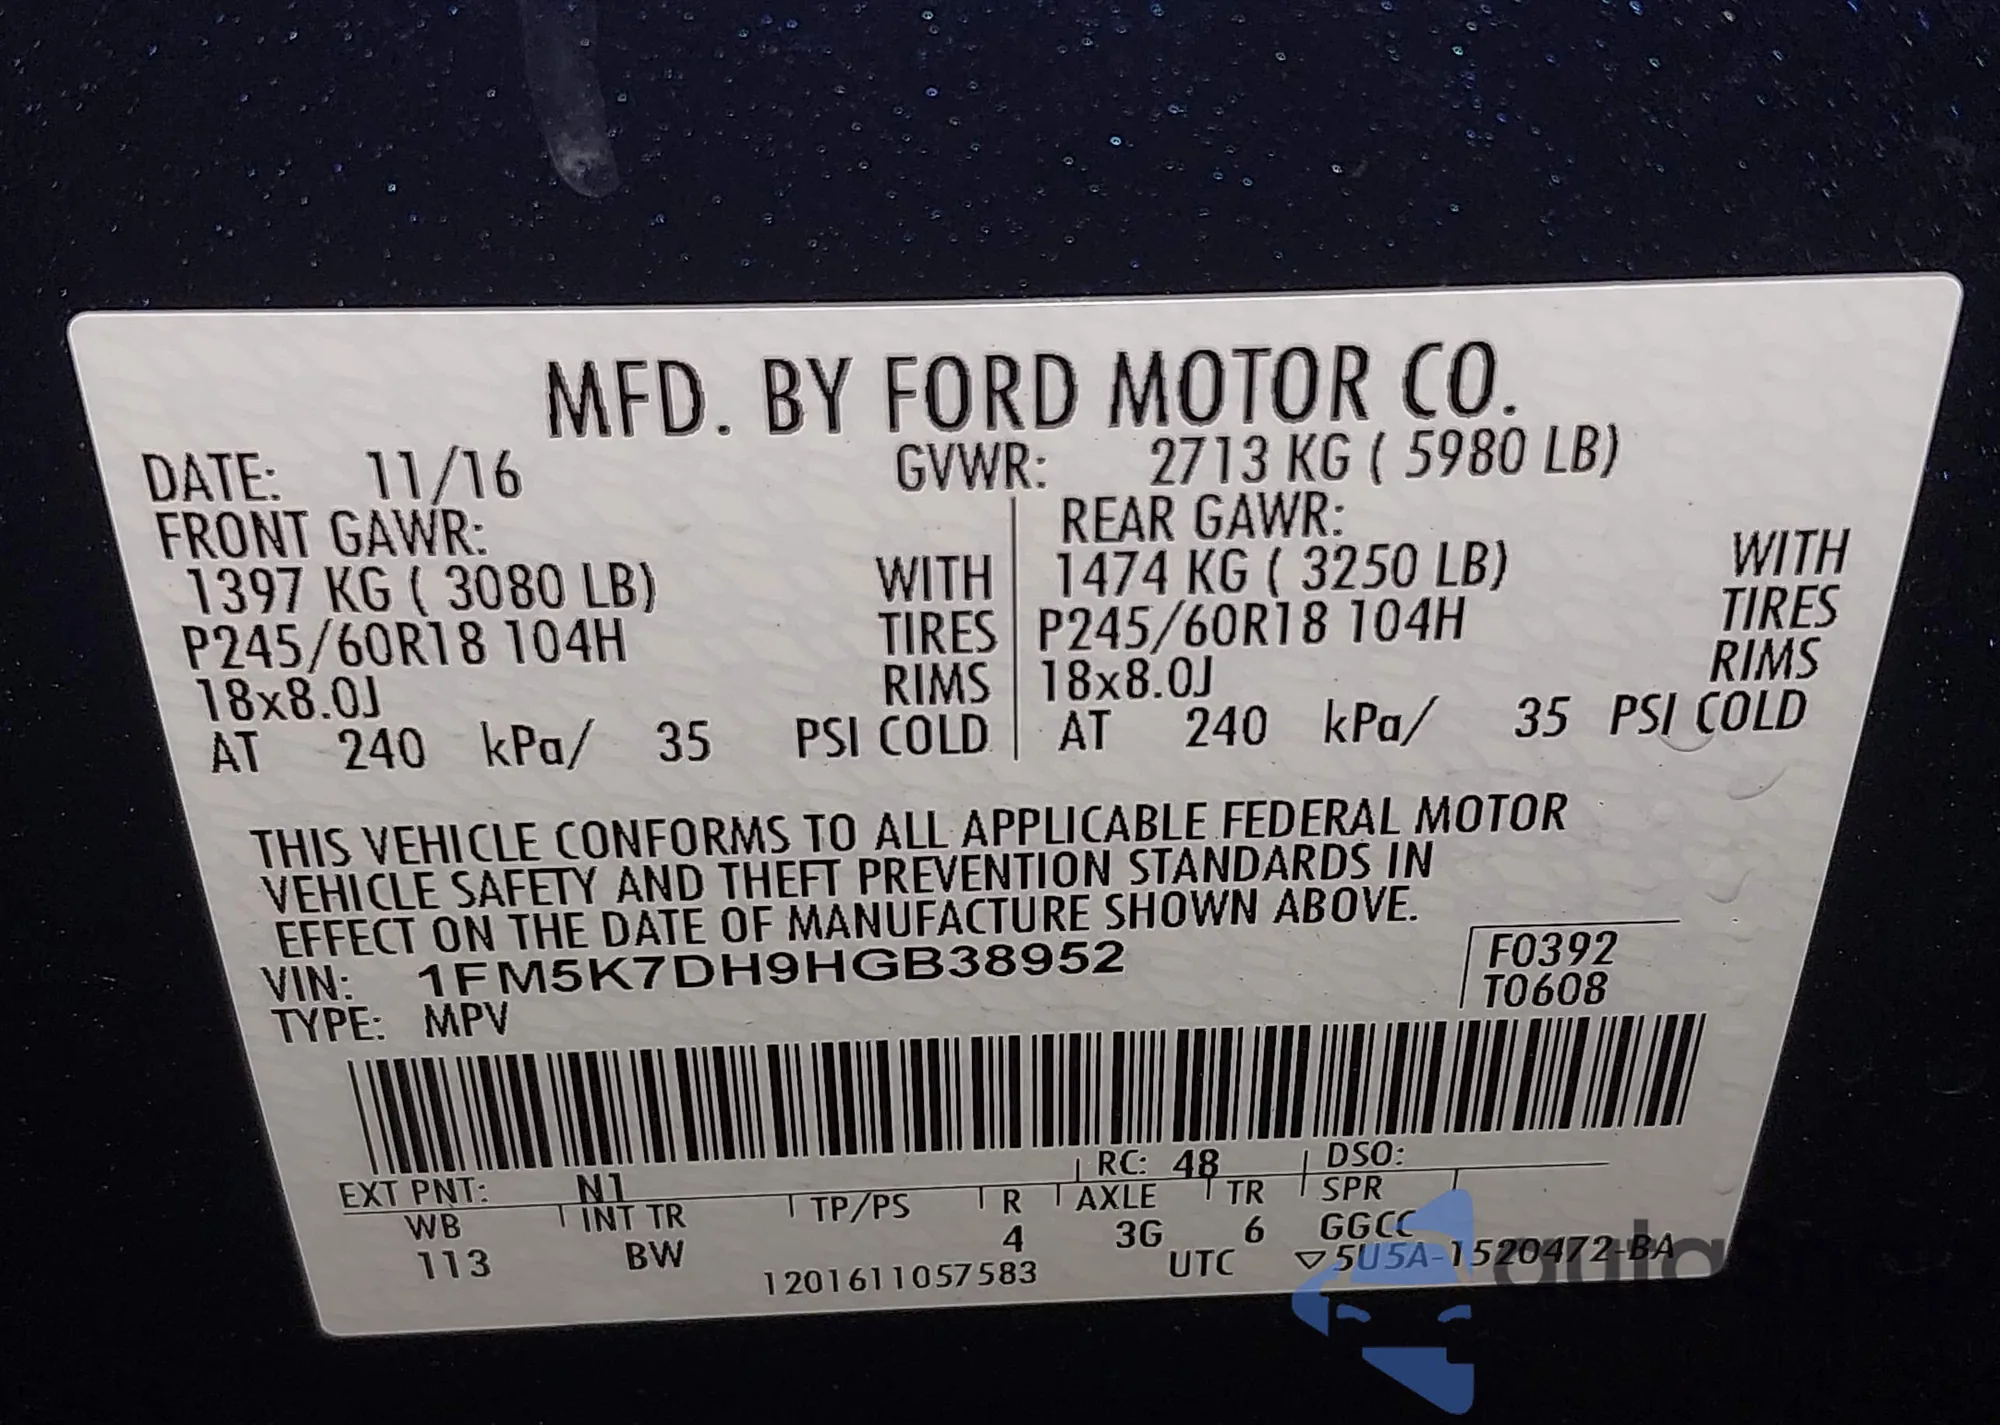 MFD. BY FORD MOTOR CO.
DATE: 11/16 GVWR: 2713 KG ( 5980 LB)
FRONT GAWR: REAR GAWR:
1397 KG ( 3080 LB) WITH 1474 KG ( 3250 LB) WITH
P245/60R18 104H TIRES P245/60R18 104H TIRES
18x8.0J RIMS 18x8.0J RIMS
AT 240 kPa/ 35 PSI COLD AT 240 kPa/ 35 PSI COLD
THIS VEHICLE CONFORMS TO ALL APPLICABLE FEDERAL MOTOR
VEHICLE SAFETY AND THEFT PREVENTION STANDARDS IN
EFFECT ON THE DATE OF MANUFACTURE SHOWN ABOVE.
VIN: 1FM5K7DH9HGB38952 F0392
TYPE: MPV T0608
EXT PNT: N1 RC: 48 DSO:
WB INT TR TP/PS R AXLE TR SPR
113 BW 4 3G 6 GGCC
1201611057583 UTC ▽5U5A-1520472-BA